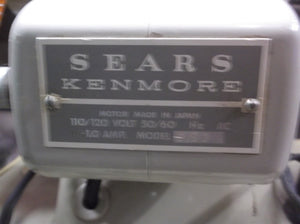 SEARS
KENMORE
MOTOR MADE IN JAPAN
110/120 VOLT 50/60 Hz AC
1.0 AMP. MODEL